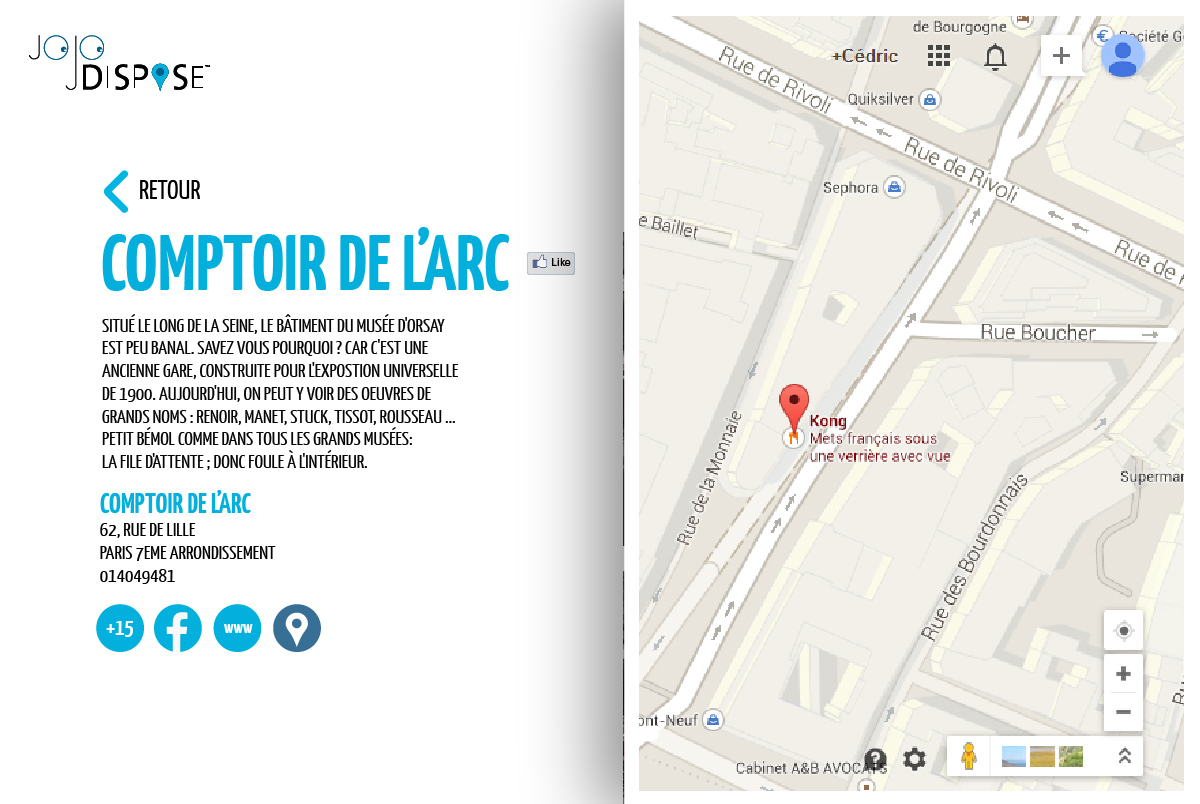 JOJO
JDISPOSE™
RETOUR
COMPTOIR DE L'ARC
Like
SITUÉ LE LONG DE LA SEINE, LE BÂTIMENT DU MUSÉE D'ORSAY
EST PEU BANAL. SAVEZ VOUS POURQUOI ? CAR C'EST UNE
ANCIENNE GARE, CONSTRUITE POUR L'EXPOSTION UNIVERSELLE
DE 1900. AUJOURD'HUI, ON PEUT Y VOIR DES OEUVRES DE
GRANDS NOMS : RENOIR, MANET, STUCK, TISSOT, ROUSSEAU ...
PETIT BÉMOL COMME DANS TOUS LES GRANDS MUSÉES:
LA FILE D'ATTENTE ; DONC FOULE À L'INTÉRIEUR.
COMPTOIR DE L'ARC
62, RUE DE LILLE
PARIS 7EME ARRONDISSEMENT
014049481
+15
www
de Bourgogne
Société G
+Cédric
Rue de Rivoli
Quiksilver
Rue de Rivoli
Sephora
e Baillet
Rue de
Rue Boucher
Kong
Mets français sous
une verrière avec vue
Rue de la Monnaie
Supermar
Rue des Bourdonnais
Ru
ont-Neuf
Cabinet A&B AVOCATS